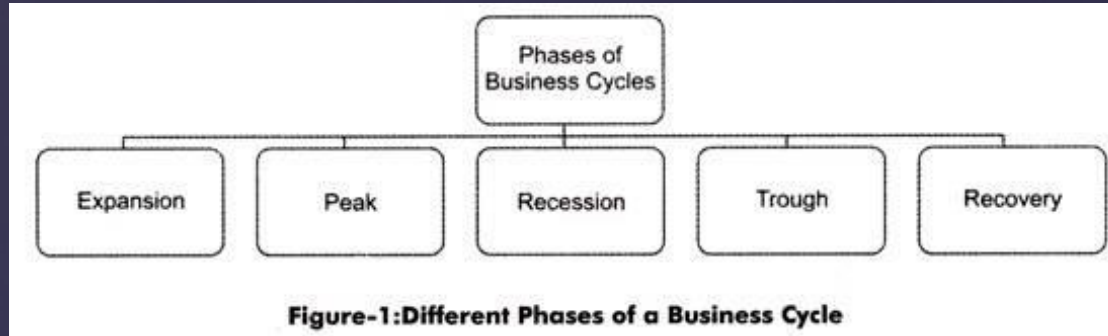 Phases of
Business Cycles
Expansion
Peak
Recession
Trough
Recovery
Figure-1:Different Phases of a Business Cycle